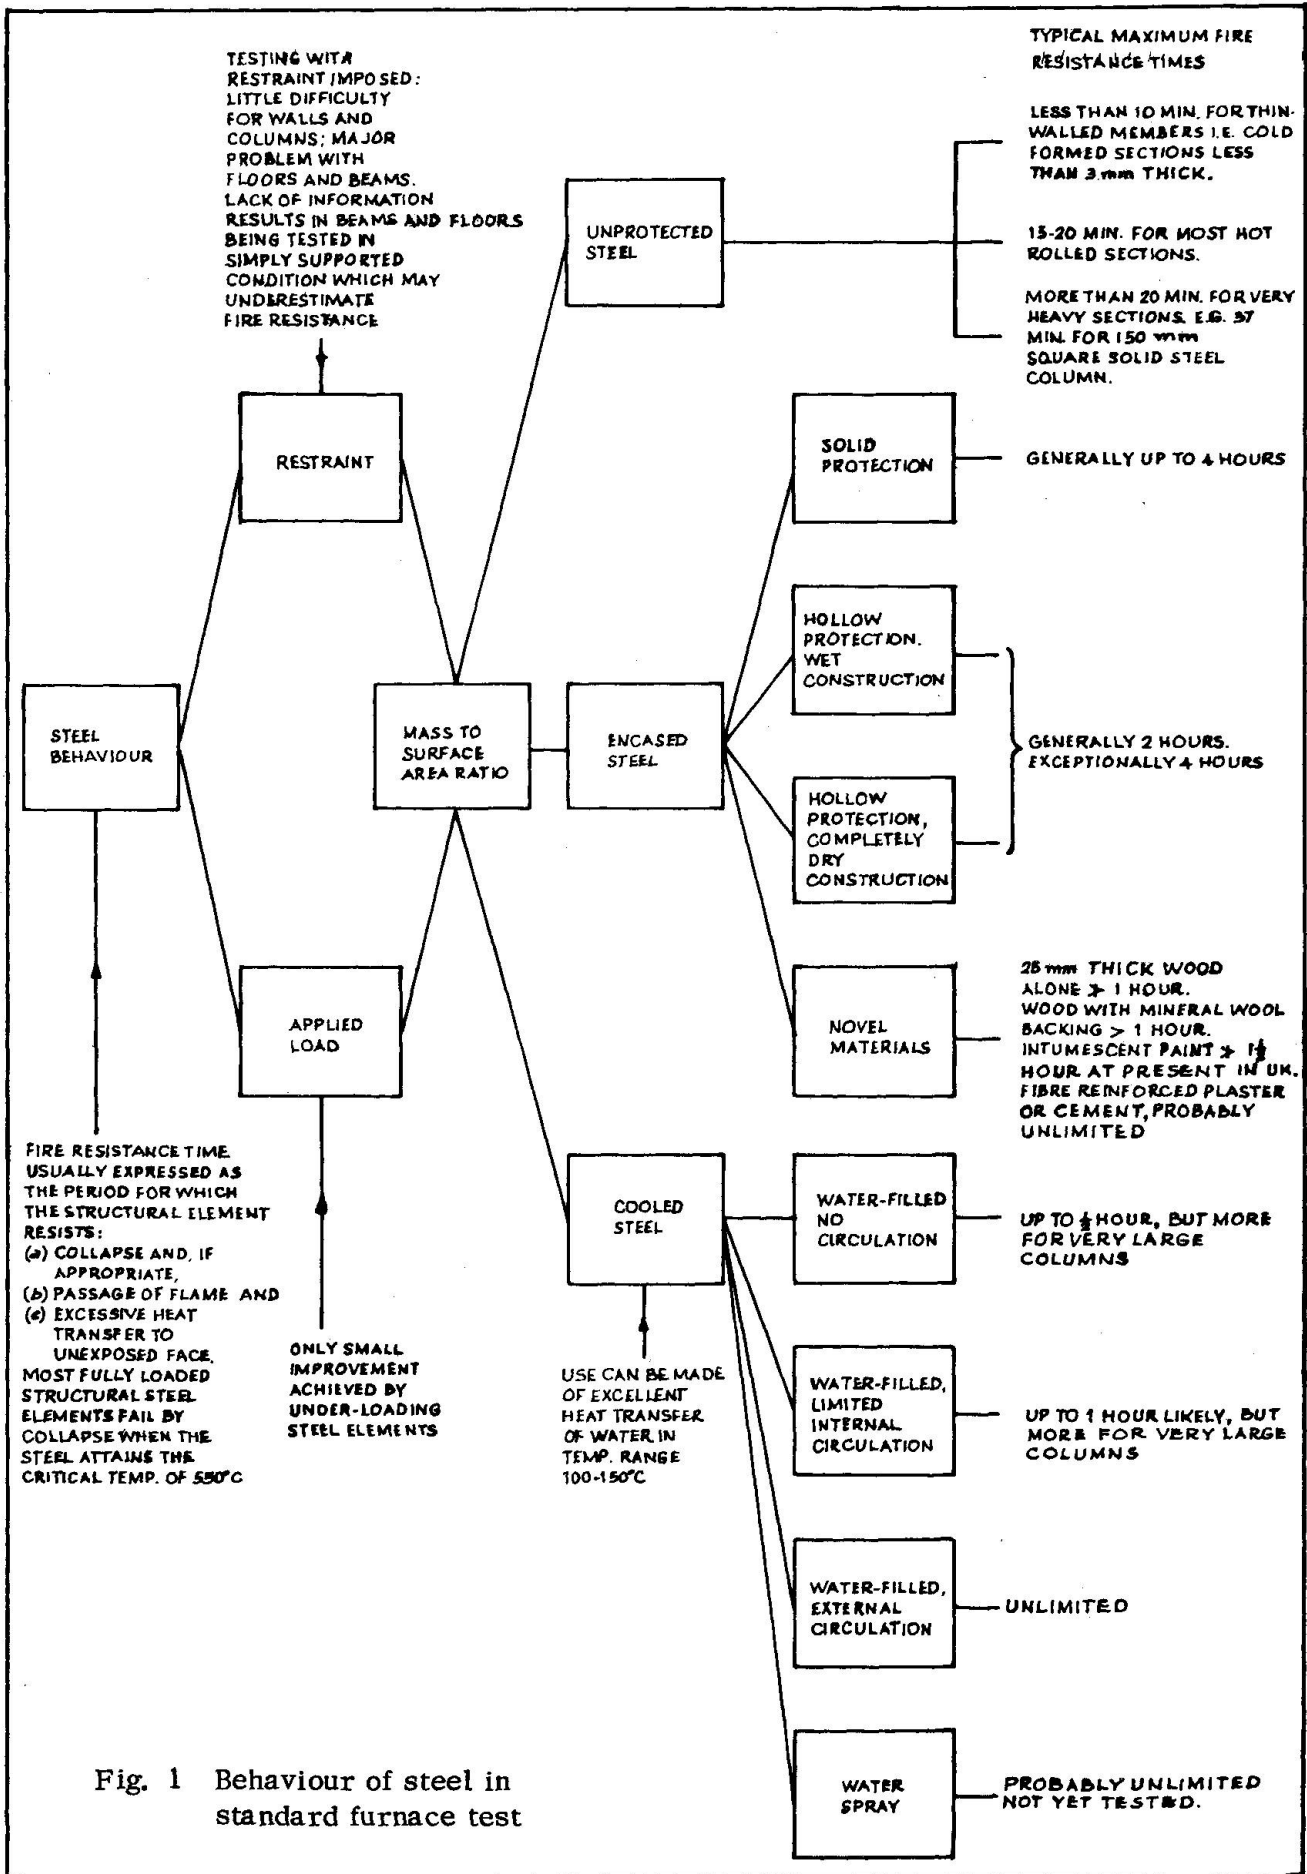 TYPICAL MAXIMUM FIRE
RESISTANCE TIMES
TESTING WITH
RESTRAINT IMPOSED:
LITTLE DIFFICULTY
FOR WALLS AND
COLUMNS; MAJOR
PROBLEM WITH
FLOORS AND BEAMS.
LACK OF INFORMATION
RESULTS IN BEAMS AND FLOORS
BEING TESTED IN
SIMPLY SUPPORTED
CONDITION WHICH MAY
UNDERESTIMATE
FIRE RESISTANCE
UNPROTECTED
STEEL
LESS THAN 10 MIN. FOR THIN-
WALLED MEMBERS I.E. COLD
FORMED SECTIONS LESS
THAN 3 mm THICK.
15-20 MIN. FOR MOST HOT
ROLLED SECTIONS.
MORE THAN 20 MIN. FOR VERY
HEAVY SECTIONS. E.G. 37
MIN. FOR 150 mm
SQUARE SOLID STEEL
COLUMN.
RESTRAINT
SOLID
PROTECTION
GENERALLY UP TO 4 HOURS
HOLLOW
PROTECTION.
WET
CONSTRUCTION
STEEL
BEHAVIOUR
MASS TO
SURFACE
AREA RATIO
ENCASED
STEEL
GENERALLY 2 HOURS.
EXCEPTIONALLY 4 HOURS
HOLLOW
PROTECTION,
COMPLETELY
DRY
CONSTRUCTION
APPLIED
LOAD
NOVEL
MATERIALS
25 mm THICK WOOD
ALONE ≯ 1 HOUR.
WOOD WITH MINERAL WOOL
BACKING > 1 HOUR.
INTUMESCENT PAINT ≯ 1½
HOUR AT PRESENT IN UK.
FIBRE REINFORCED PLASTER
OR CEMENT, PROBABLY
UNLIMITED
FIRE RESISTANCE TIME
USUALLY EXPRESSED AS
THE PERIOD FOR WHICH
THE STRUCTURAL ELEMENT
RESISTS:
(a) COLLAPSE AND, IF
APPROPRIATE,
(b) PASSAGE OF FLAME AND
(c) EXCESSIVE HEAT
TRANSFER TO
UNEXPOSED FACE.
MOST FULLY LOADED
STRUCTURAL STEEL
ELEMENTS FAIL BY
COLLAPSE WHEN THE
STEEL ATTAINS THE
CRITICAL TEMP. OF 550°C
ONLY SMALL
IMPROVEMENT
ACHIEVED BY
UNDER-LOADING
STEEL ELEMENTS
COOLED
STEEL
USE CAN BE MADE
OF EXCELLENT
HEAT TRANSFER
OF WATER IN
TEMP. RANGE
100-150°C
WATER-FILLED
NO
CIRCULATION
UP TO ½ HOUR, BUT MORE
FOR VERY LARGE
COLUMNS
WATER-FILLED,
LIMITED
INTERNAL
CIRCULATION
UP TO 1 HOUR LIKELY, BUT
MORE FOR VERY LARGE
COLUMNS
WATER-FILLED,
EXTERNAL
CIRCULATION
UNLIMITED
WATER
SPRAY
PROBABLY UNLIMITED
NOT YET TESTED.
Fig. 1 Behaviour of steel in
standard furnace test